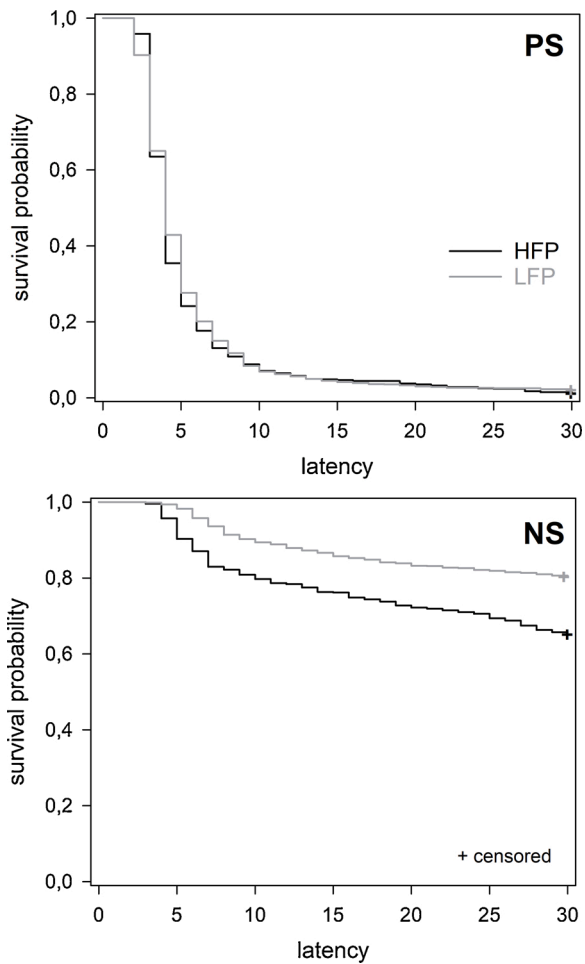 PS
1,0
0,8
0,6
0,4
0,2
0,0
survival probability
HFP
LFP
0 5 10 15 20 25 30
latency
NS
1,0
0,8
0,6
0,4
0,2
0,0
survival probability
+ censored
0 5 10 15 20 25 30
latency